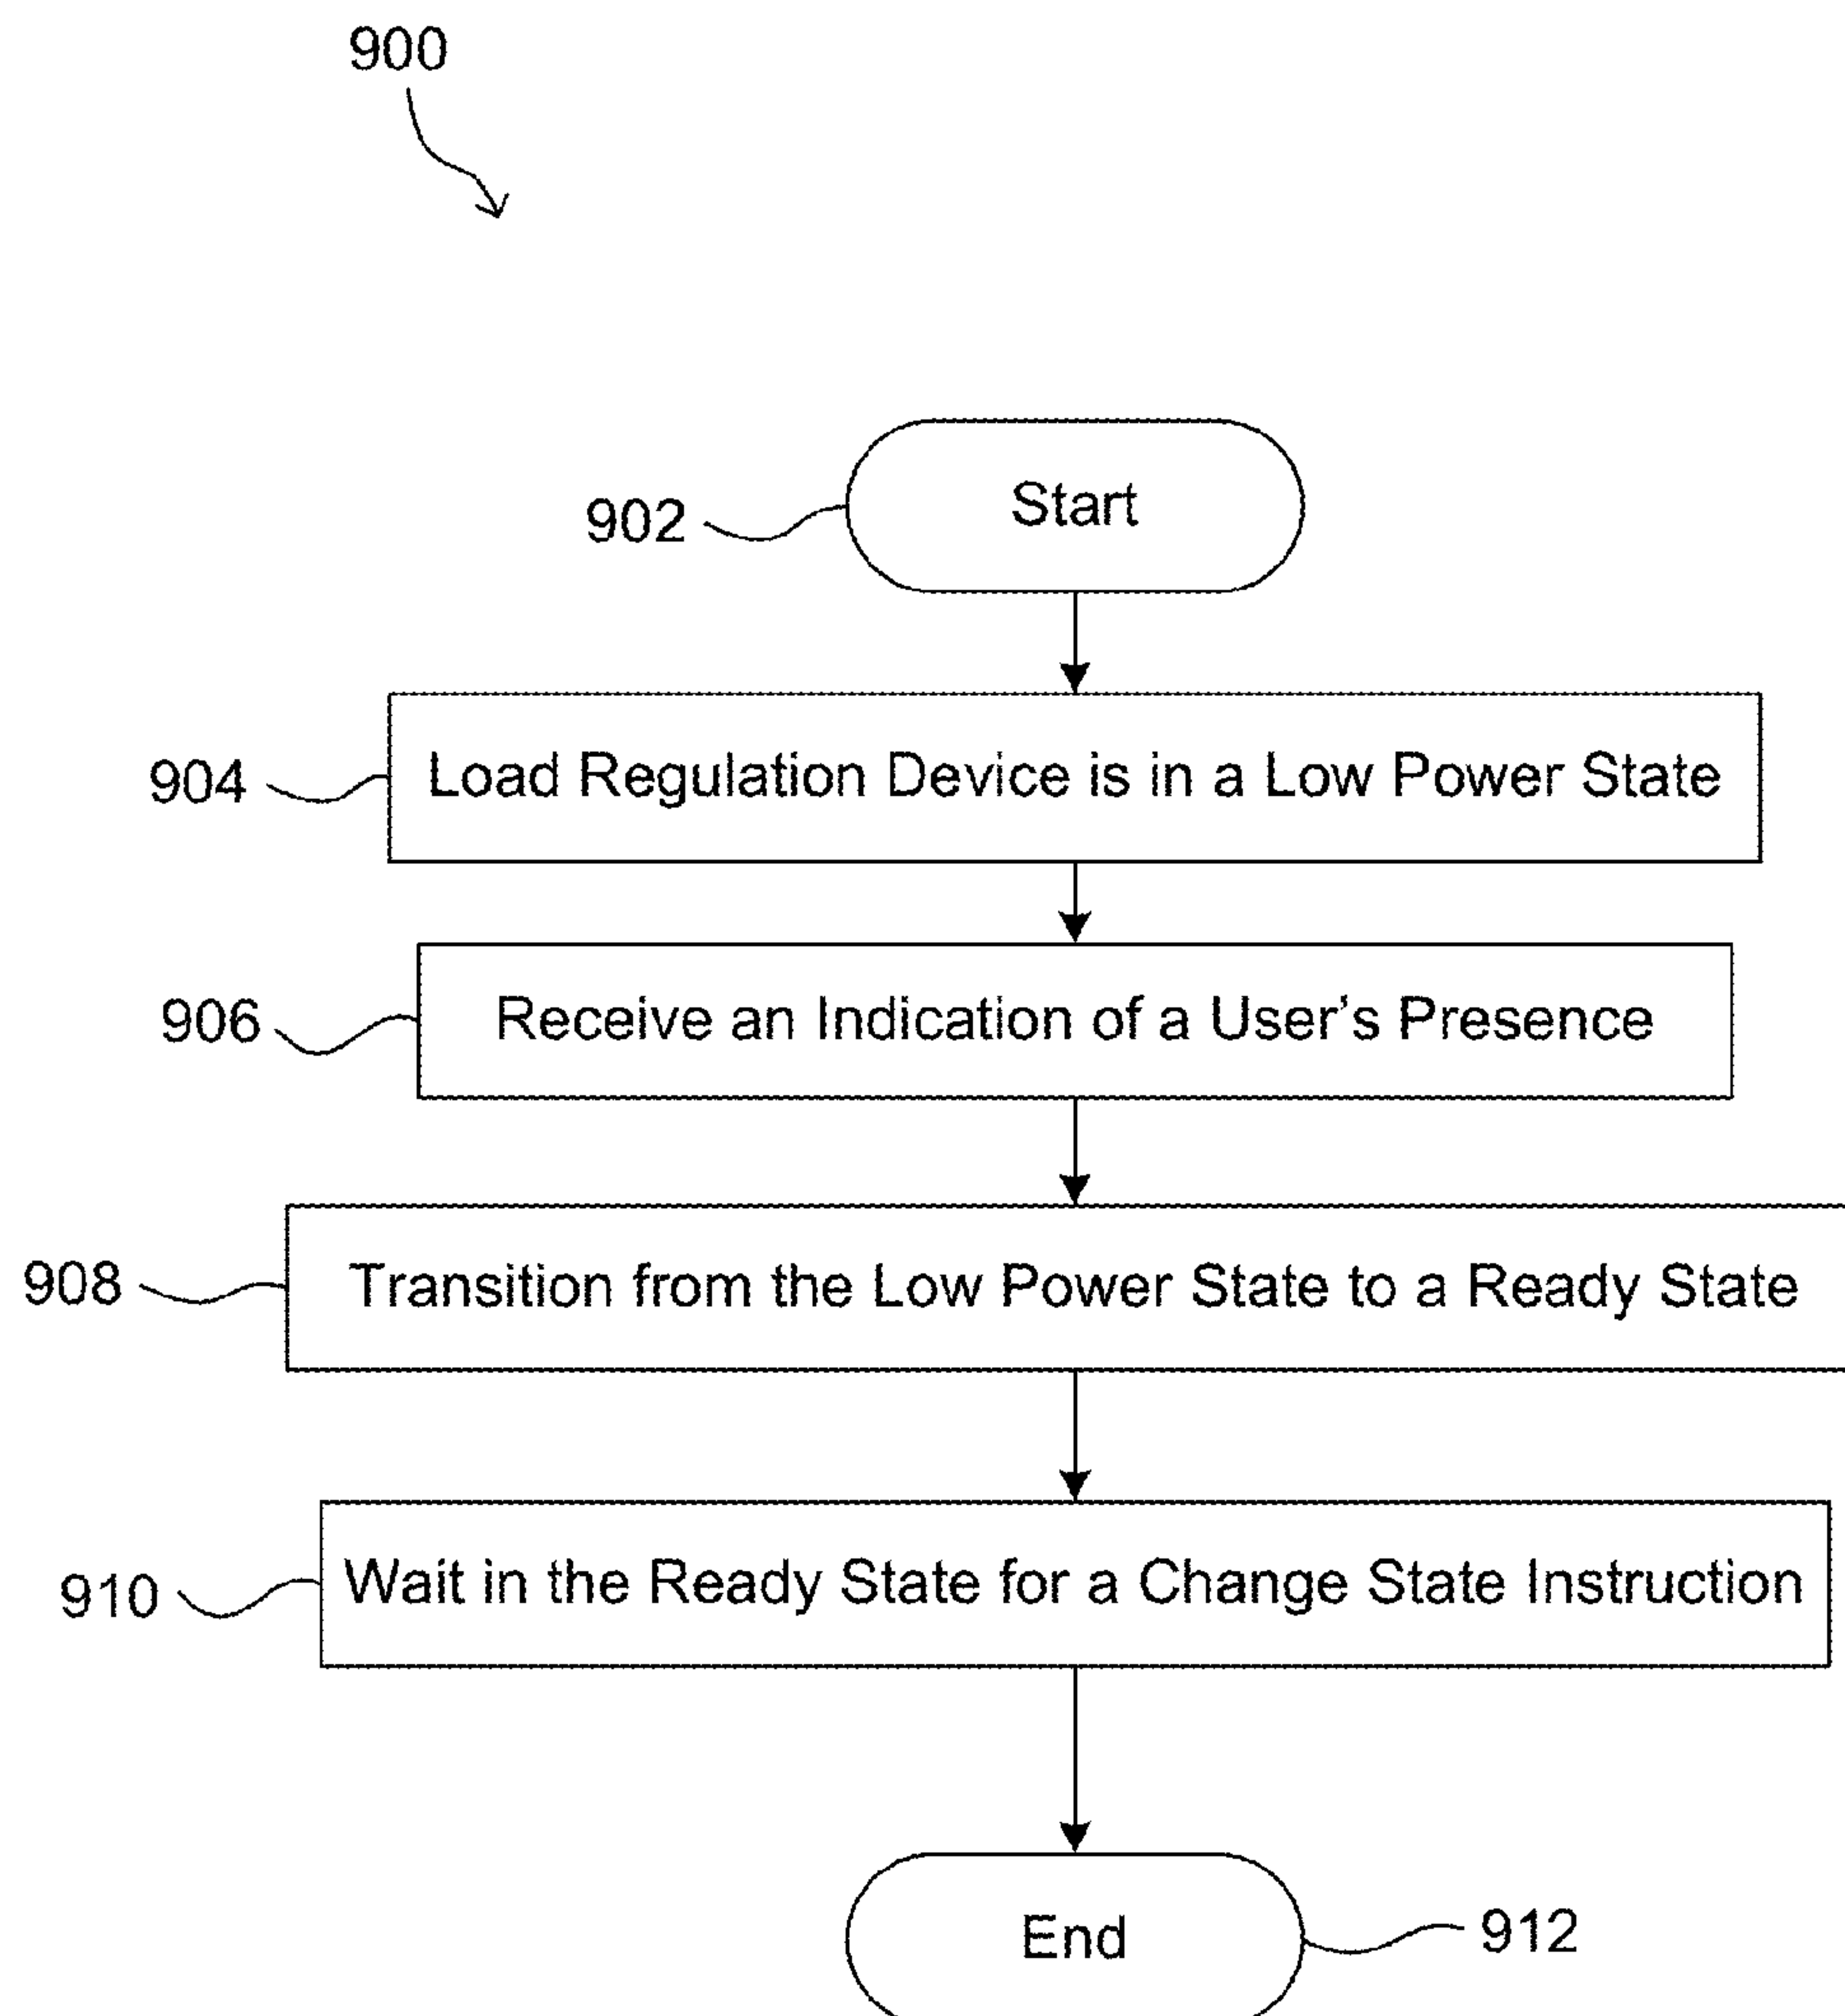 900
902
Start
904
Load Regulation Device is in a Low Power State
906
Receive an Indication of a User's Presence
908
Transition from the Low Power State to a Ready State
910
Wait in the Ready State for a Change State Instruction
End
912